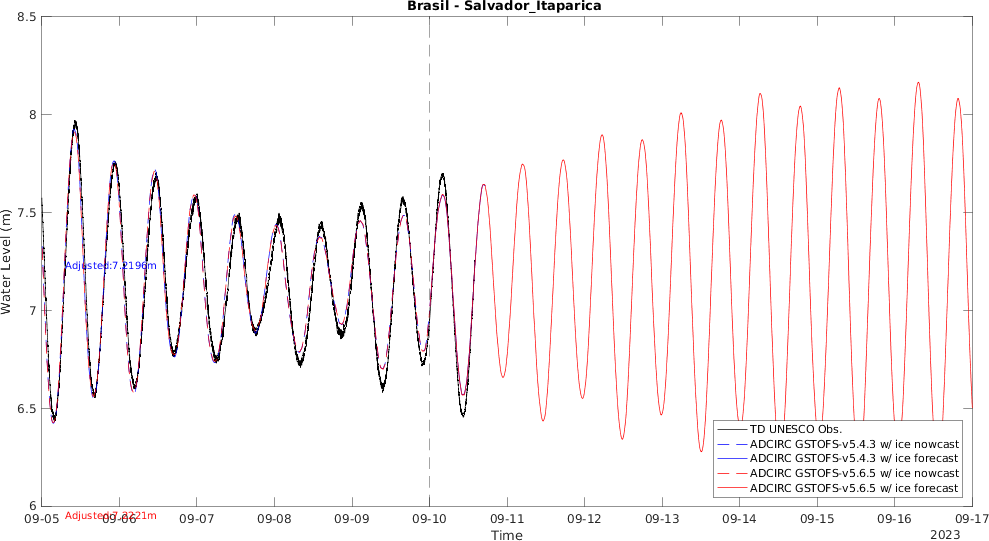 Brasil - Salvador_Itaparica
8.5
8
7.5
7
6.5
6
Water Level (m)
Adjusted:7.2196m
Adjusted:7.2221m
TD UNESCO Obs.
ADCIRC GSTOFS-v5.4.3 w/ ice nowcast
ADCIRC GSTOFS-v5.4.3 w/ ice forecast
ADCIRC GSTOFS-v5.6.5 w/ ice nowcast
ADCIRC GSTOFS-v5.6.5 w/ ice forecast
09-05 09-06 09-07 09-08 09-09 09-10 09-11 09-12 09-13 09-14 09-15 09-16 09-17
Time
2023